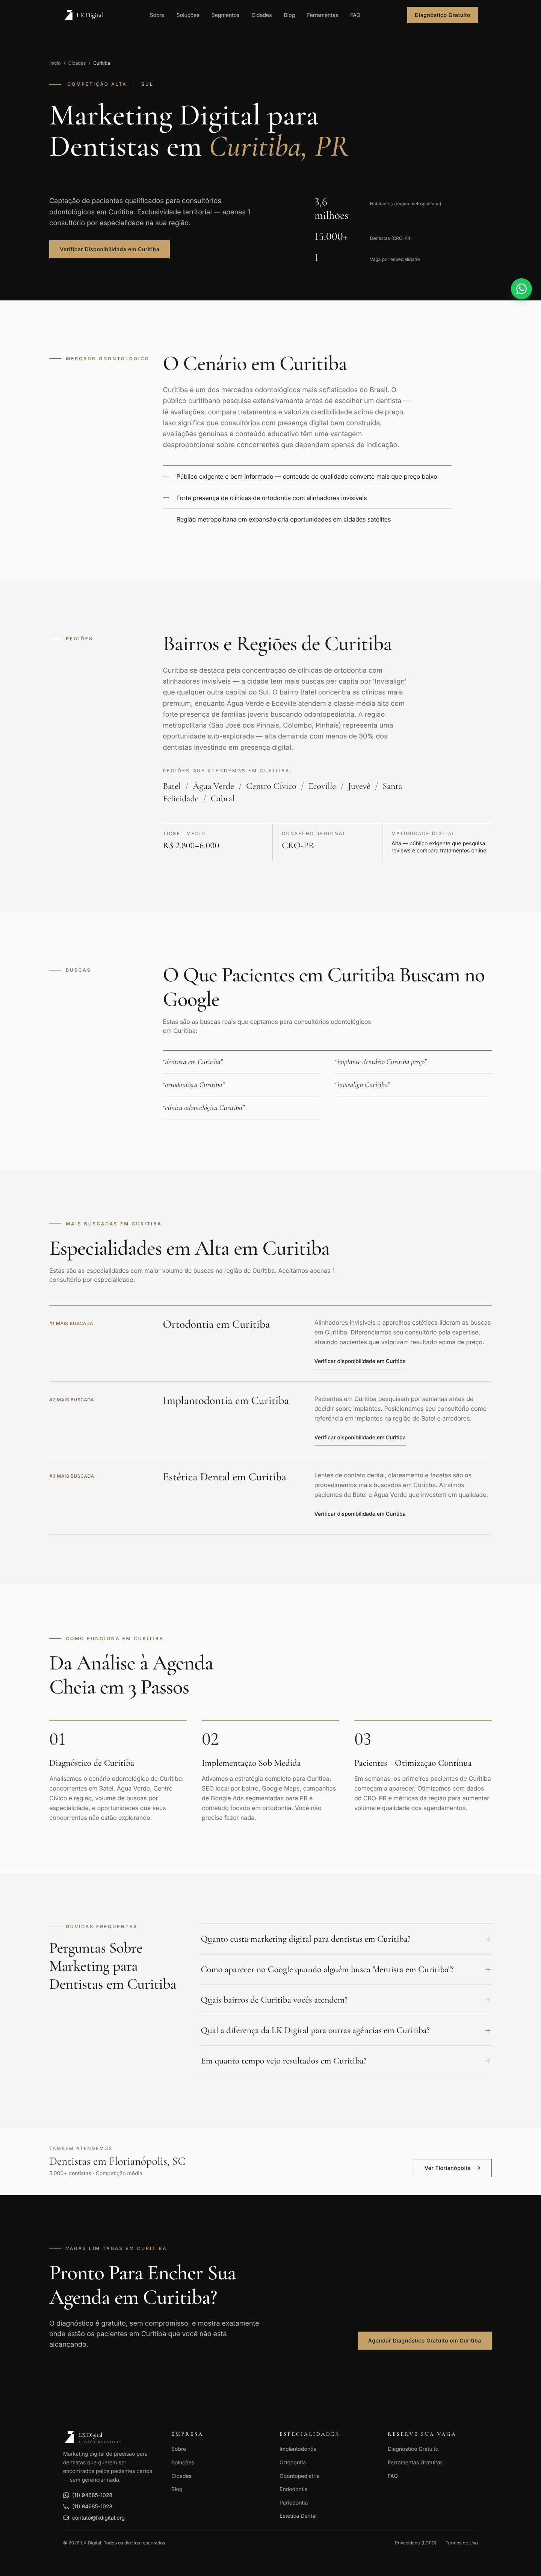 LK Digital
Sobre
Soluções
Segmentos
Cidades
Blog
Ferramentas
FAQ
Diagnóstico Gratuito
Início / Cidades / Curitiba
COMPETIÇÃO ALTA · SUL
Marketing Digital para
Dentistas em Curitiba, PR
Captação de pacientes qualificados para consultórios
odontológicos em Curitiba. Exclusividade territorial — apenas 1
consultório por especialidade na sua região.
Verificar Disponibilidade em Curitiba
3,6
milhões
Habitantes (região metropolitana)
15.000+
Dentistas (CRO-PR)
1
Vaga por especialidade
MERCADO ODONTOLÓGICO
O Cenário em Curitiba
Curitiba é um dos mercados odontológicos mais sofisticados do Brasil. O
público curitibano pesquisa extensivamente antes de escolher um dentista —
lê avaliações, compara tratamentos e valoriza credibilidade acima de preço.
Isso significa que consultórios com presença digital bem construída,
avaliações genuínas e conteúdo educativo têm uma vantagem
desproporcional sobre concorrentes que dependem apenas de indicação.
— Público exigente e bem informado — conteúdo de qualidade converte mais que preço baixo
— Forte presença de clínicas de ortodontia com alinhadores invisíveis
— Região metropolitana em expansão cria oportunidades em cidades satélites
REGIÕES
Bairros e Regiões de Curitiba
Curitiba se destaca pela concentração de clínicas de ortodontia com
alinhadores invisíveis — a cidade tem mais buscas per capita por 'Invisalign'
que qualquer outra capital do Sul. O bairro Batel concentra as clínicas mais
premium, enquanto Água Verde e Ecoville atendem a classe média alta com
forte presença de famílias jovens buscando odontopediatria. A região
metropolitana (São José dos Pinhais, Colombo, Pinhais) representa uma
oportunidade sub-explorada — alta demanda com menos de 30% dos
dentistas investindo em presença digital.
REGIÕES QUE ATENDEMOS EM CURITIBA:
Batel / Água Verde / Centro Cívico / Ecoville / Juvevê / Santa
Felicidade / Cabral
TICKET MÉDIO
R$ 2.800–6.000
CONSELHO REGIONAL
CRO-PR
MATURIDADE DIGITAL
Alta — público exigente que pesquisa
reviews e compara tratamentos online
BUSCAS
O Que Pacientes em Curitiba Buscam no
Google
Estas são as buscas reais que captamos para consultórios odontológicos
em Curitiba:
"dentista em Curitiba"
"implante dentário Curitiba preço"
"ortodontista Curitiba"
"invisalign Curitiba"
"clínica odontológica Curitiba"
MAIS BUSCADAS EM CURITIBA
Especialidades em Alta em Curitiba
Estas são as especialidades com maior volume de buscas na região de Curitiba. Aceitamos apenas 1
consultório por especialidade.
#1 MAIS BUSCADA
Ortodontia em Curitiba
Alinhadores invisíveis e aparelhos estéticos lideram as buscas
em Curitiba. Diferenciamos seu consultório pela expertise,
atraindo pacientes que valorizam resultado acima de preço.
Verificar disponibilidade em Curitiba
#2 MAIS BUSCADA
Implantodontia em Curitiba
Pacientes em Curitiba pesquisam por semanas antes de
decidir sobre implantes. Posicionamos seu consultório como
referência em implantes na região de Batel e arredores.
Verificar disponibilidade em Curitiba
#3 MAIS BUSCADA
Estética Dental em Curitiba
Lentes de contato dental, clareamento e facetas são os
procedimentos mais buscados em Curitiba. Atraímos
pacientes de Batel e Água Verde que investem em qualidade.
Verificar disponibilidade em Curitiba
COMO FUNCIONA EM CURITIBA
Da Análise à Agenda
Cheia em 3 Passos
01
Diagnóstico de Curitiba
Analisamos o cenário odontológico de Curitiba:
concorrentes em Batel, Água Verde, Centro
Cívico e região, volume de buscas por
especialidade, e oportunidades que seus
concorrentes não estão explorando.
02
Implementação Sob Medida
Ativamos a estratégia completa para Curitiba:
SEO local por bairro, Google Maps, campanhas
de Google Ads segmentadas para PR e
conteúdo focado em ortodontia. Você não
precisa fazer nada.
03
Pacientes + Otimização Contínua
Em semanas, os primeiros pacientes de Curitiba
começam a aparecer. Otimizamos com dados
do CRO-PR e métricas da região para aumentar
volume e qualidade dos agendamentos.
DÚVIDAS FREQUENTES
Perguntas Sobre
Marketing para
Dentistas em Curitiba
Quanto custa marketing digital para dentistas em Curitiba? +
Como aparecer no Google quando alguém busca "dentista em Curitiba"? +
Quais bairros de Curitiba vocês atendem? +
Qual a diferença da LK Digital para outras agências em Curitiba? +
Em quanto tempo vejo resultados em Curitiba? +
TAMBÉM ATENDEMOS
Dentistas em Florianópolis, SC
5.000+ dentistas · Competição média
Ver Florianópolis →
VAGAS LIMITADAS EM CURITIBA
Pronto Para Encher Sua
Agenda em Curitiba?
O diagnóstico é gratuito, sem compromisso, e mostra exatamente
onde estão os pacientes em Curitiba que você não está
alcançando.
Agendar Diagnóstico Gratuito em Curitiba
LK Digital
LEGACY KEYSTONE
Marketing digital de precisão para
dentistas que querem ser
encontrados pelos pacientes certos
— sem gerenciar nada.
(11) 94685-1028
(11) 94685-1028
contato@lkdigital.org
EMPRESA
Sobre
Soluções
Cidades
Blog
ESPECIALIDADES
Implantodontia
Ortodontia
Odontopediatria
Endodontia
Periodontia
Estética Dental
RESERVE SUA VAGA
Diagnóstico Gratuito
Ferramentas Gratuitas
FAQ
© 2026 LK Digital. Todos os direitos reservados.
Privacidade (LGPD)
Termos de Uso